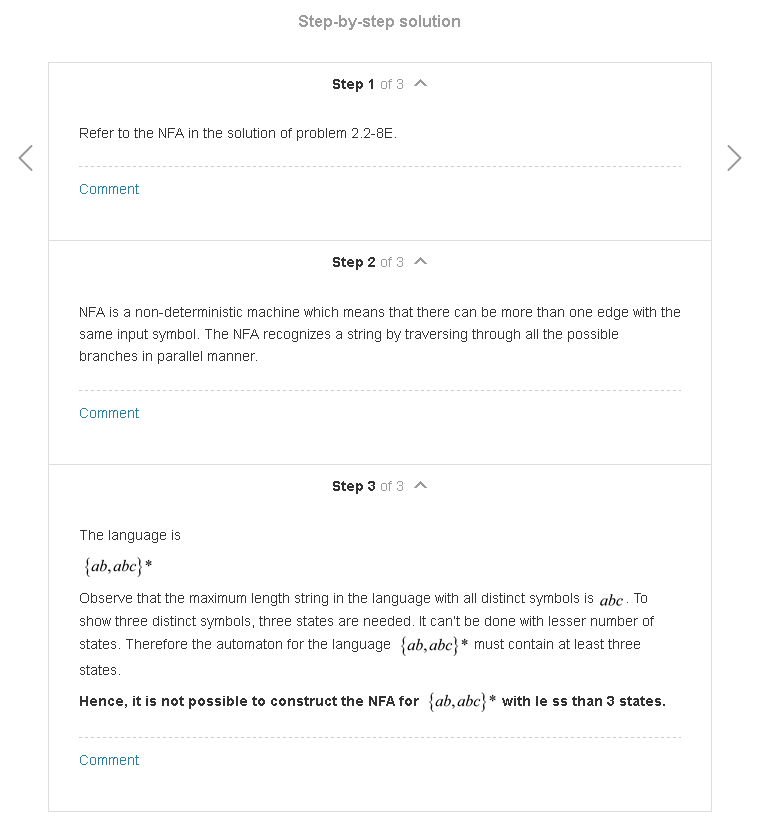 Step-by-step solution
Step 1 of 3
Refer to the NFA in the solution of problem 2.2-8E.
Comment
Step 2 of 3
NFA is a non-deterministic machine which means that there can be more than one edge with the
same input symbol. The NFA recognizes a string by traversing through all the possible
branches in parallel manner.
Comment
Step 3 of 3
The language is
{ab,abc}*
Observe that the maximum length string in the language with all distinct symbols is abc. To
show three distinct symbols, three states are needed. It can't be done with lesser number of
states. Therefore the automaton for the language {ab,abc}* must contain at least three
states.
Hence, it is not possible to construct the NFA for {ab,abc}* with le ss than 3 states.
Comment